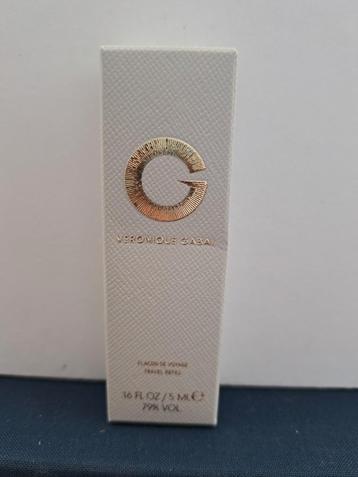 VERONIQUE GABAI
FLACON DE VOYAGE
TRAVEL REFILL
.16 FL OZ / 5 ML ℮
79% VOL